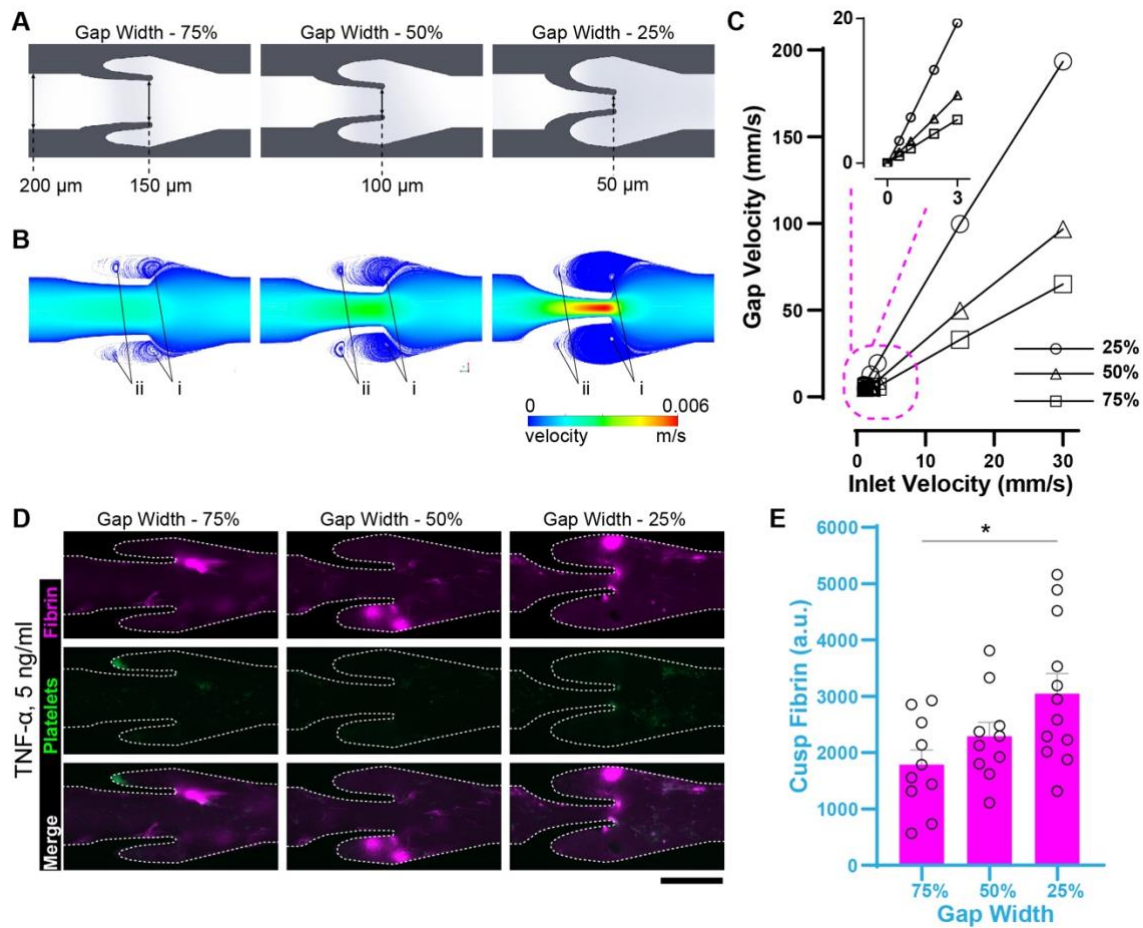 A
Gap Width - 75%
Gap Width - 50%
Gap Width - 25%
200 µm
150 µm
100 µm
50 µm
B
ii
i
ii
i
ii
i
0
0.006
velocity
m/s
C
20
0
0
3
200
150
100
50
0
Gap Velocity (mm/s)
25%
50%
75%
0
10
20
30
Inlet Velocity (mm/s)
D
Gap Width - 75%
Gap Width - 50%
Gap Width - 25%
TNF-α, 5 ng/ml
Fibrin
Platelets
Merge
E
*
6000
5000
4000
3000
2000
1000
0
Cusp Fibrin (a.u.)
75%
50%
25%
Gap Width